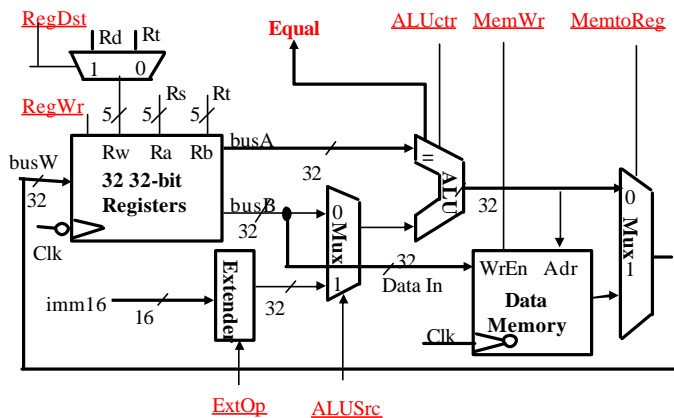 RegDst
Rd Rt
1 0
Equal
ALUctr
MemWr
MemtoReg
RegWr
5 5 Rs 5 Rt
busW
32
Rw Ra Rb
32 32-bit
Registers
Clk
busA
32
busB
32
=
ALU
32
0
Mux
1
32
Data In
WrEn Adr
Data
Memory
Clk
0
Mux
1
imm16
16
Extender
32
ExtOp
ALUSrc